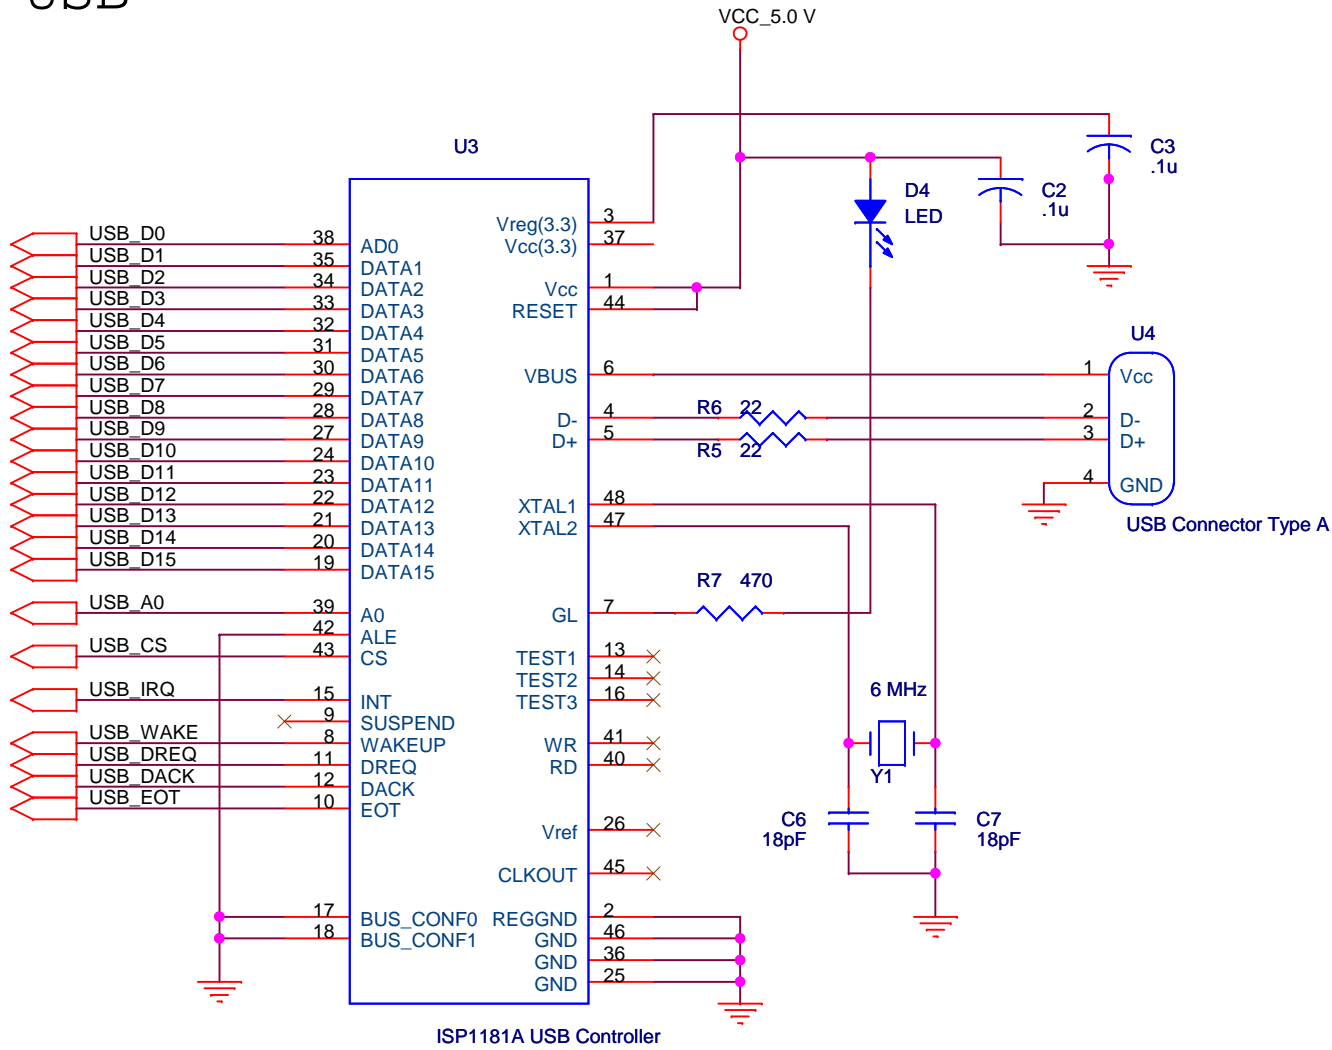 USB
VCC_5.0 V
U3
C3
.1u
D4
LED
C2
.1u
USB_D0 38 AD0
USB_D1 35 DATA1
USB_D2 34 DATA2
USB_D3 33 DATA3
USB_D4 32 DATA4
USB_D5 31 DATA5
USB_D6 30 DATA6
USB_D7 29 DATA7
USB_D8 28 DATA8
USB_D9 27 DATA9
USB_D10 24 DATA10
USB_D11 23 DATA11
USB_D12 22 DATA12
USB_D13 21 DATA13
USB_D14 20 DATA14
USB_D15 19 DATA15
USB_A0 39 A0
42 ALE
USB_CS 43 CS
USB_IRQ 15 INT
9 SUSPEND
USB_WAKE 8 WAKEUP
USB_DREQ 11 DREQ
USB_DACK 12 DACK
USB_EOT 10 EOT
17 BUS_CONF0
18 BUS_CONF1
Vreg(3.3) 3
Vcc(3.3) 37
Vcc 1
RESET 44
VBUS 6
D- 4
D+ 5
XTAL1 48
XTAL2 47
GL 7
TEST1 13
TEST2 14
TEST3 16
WR 41
RD 40
Vref 26
CLKOUT 45
REGGND 2
GND 46
GND 36
GND 25
R6 22
R5 22
R7 470
U4
1 Vcc
2 D-
3 D+
4 GND
USB Connector Type A
6 MHz
Y1
C6
18pF
C7
18pF
ISP1181A USB Controller